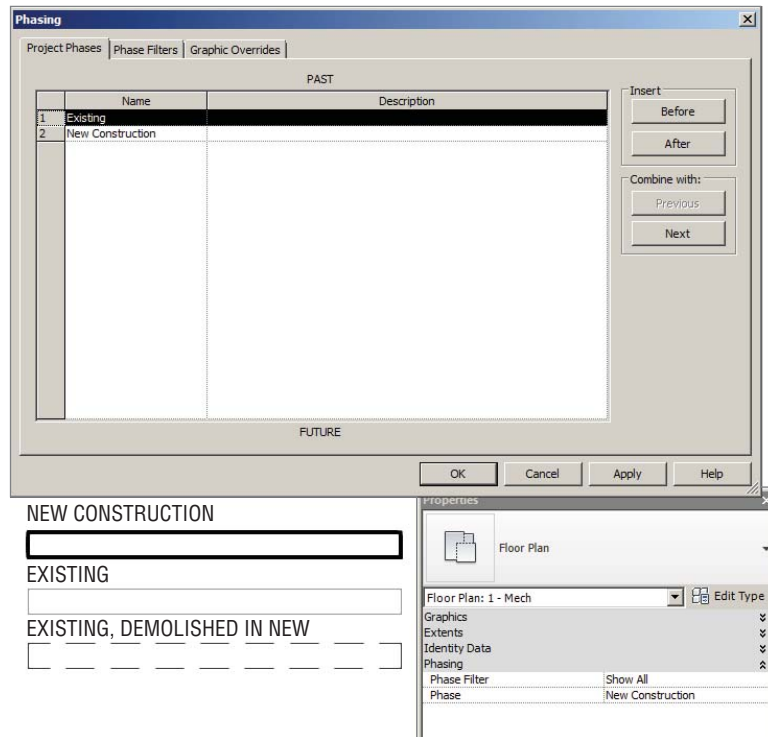 Phasing
Project Phases Phase Filters Graphic Overrides
PAST
Name Description
1 Existing
2 New Construction
FUTURE
Insert
Before
After
Combine with:
Previous
Next
OK Cancel Apply Help
NEW CONSTRUCTION
EXISTING
EXISTING, DEMOLISHED IN NEW
Properties
Floor Plan
Floor Plan: 1 - Mech Edit Type
Graphics
Extents
Identity Data
Phasing
Phase Filter Show All
Phase New Construction